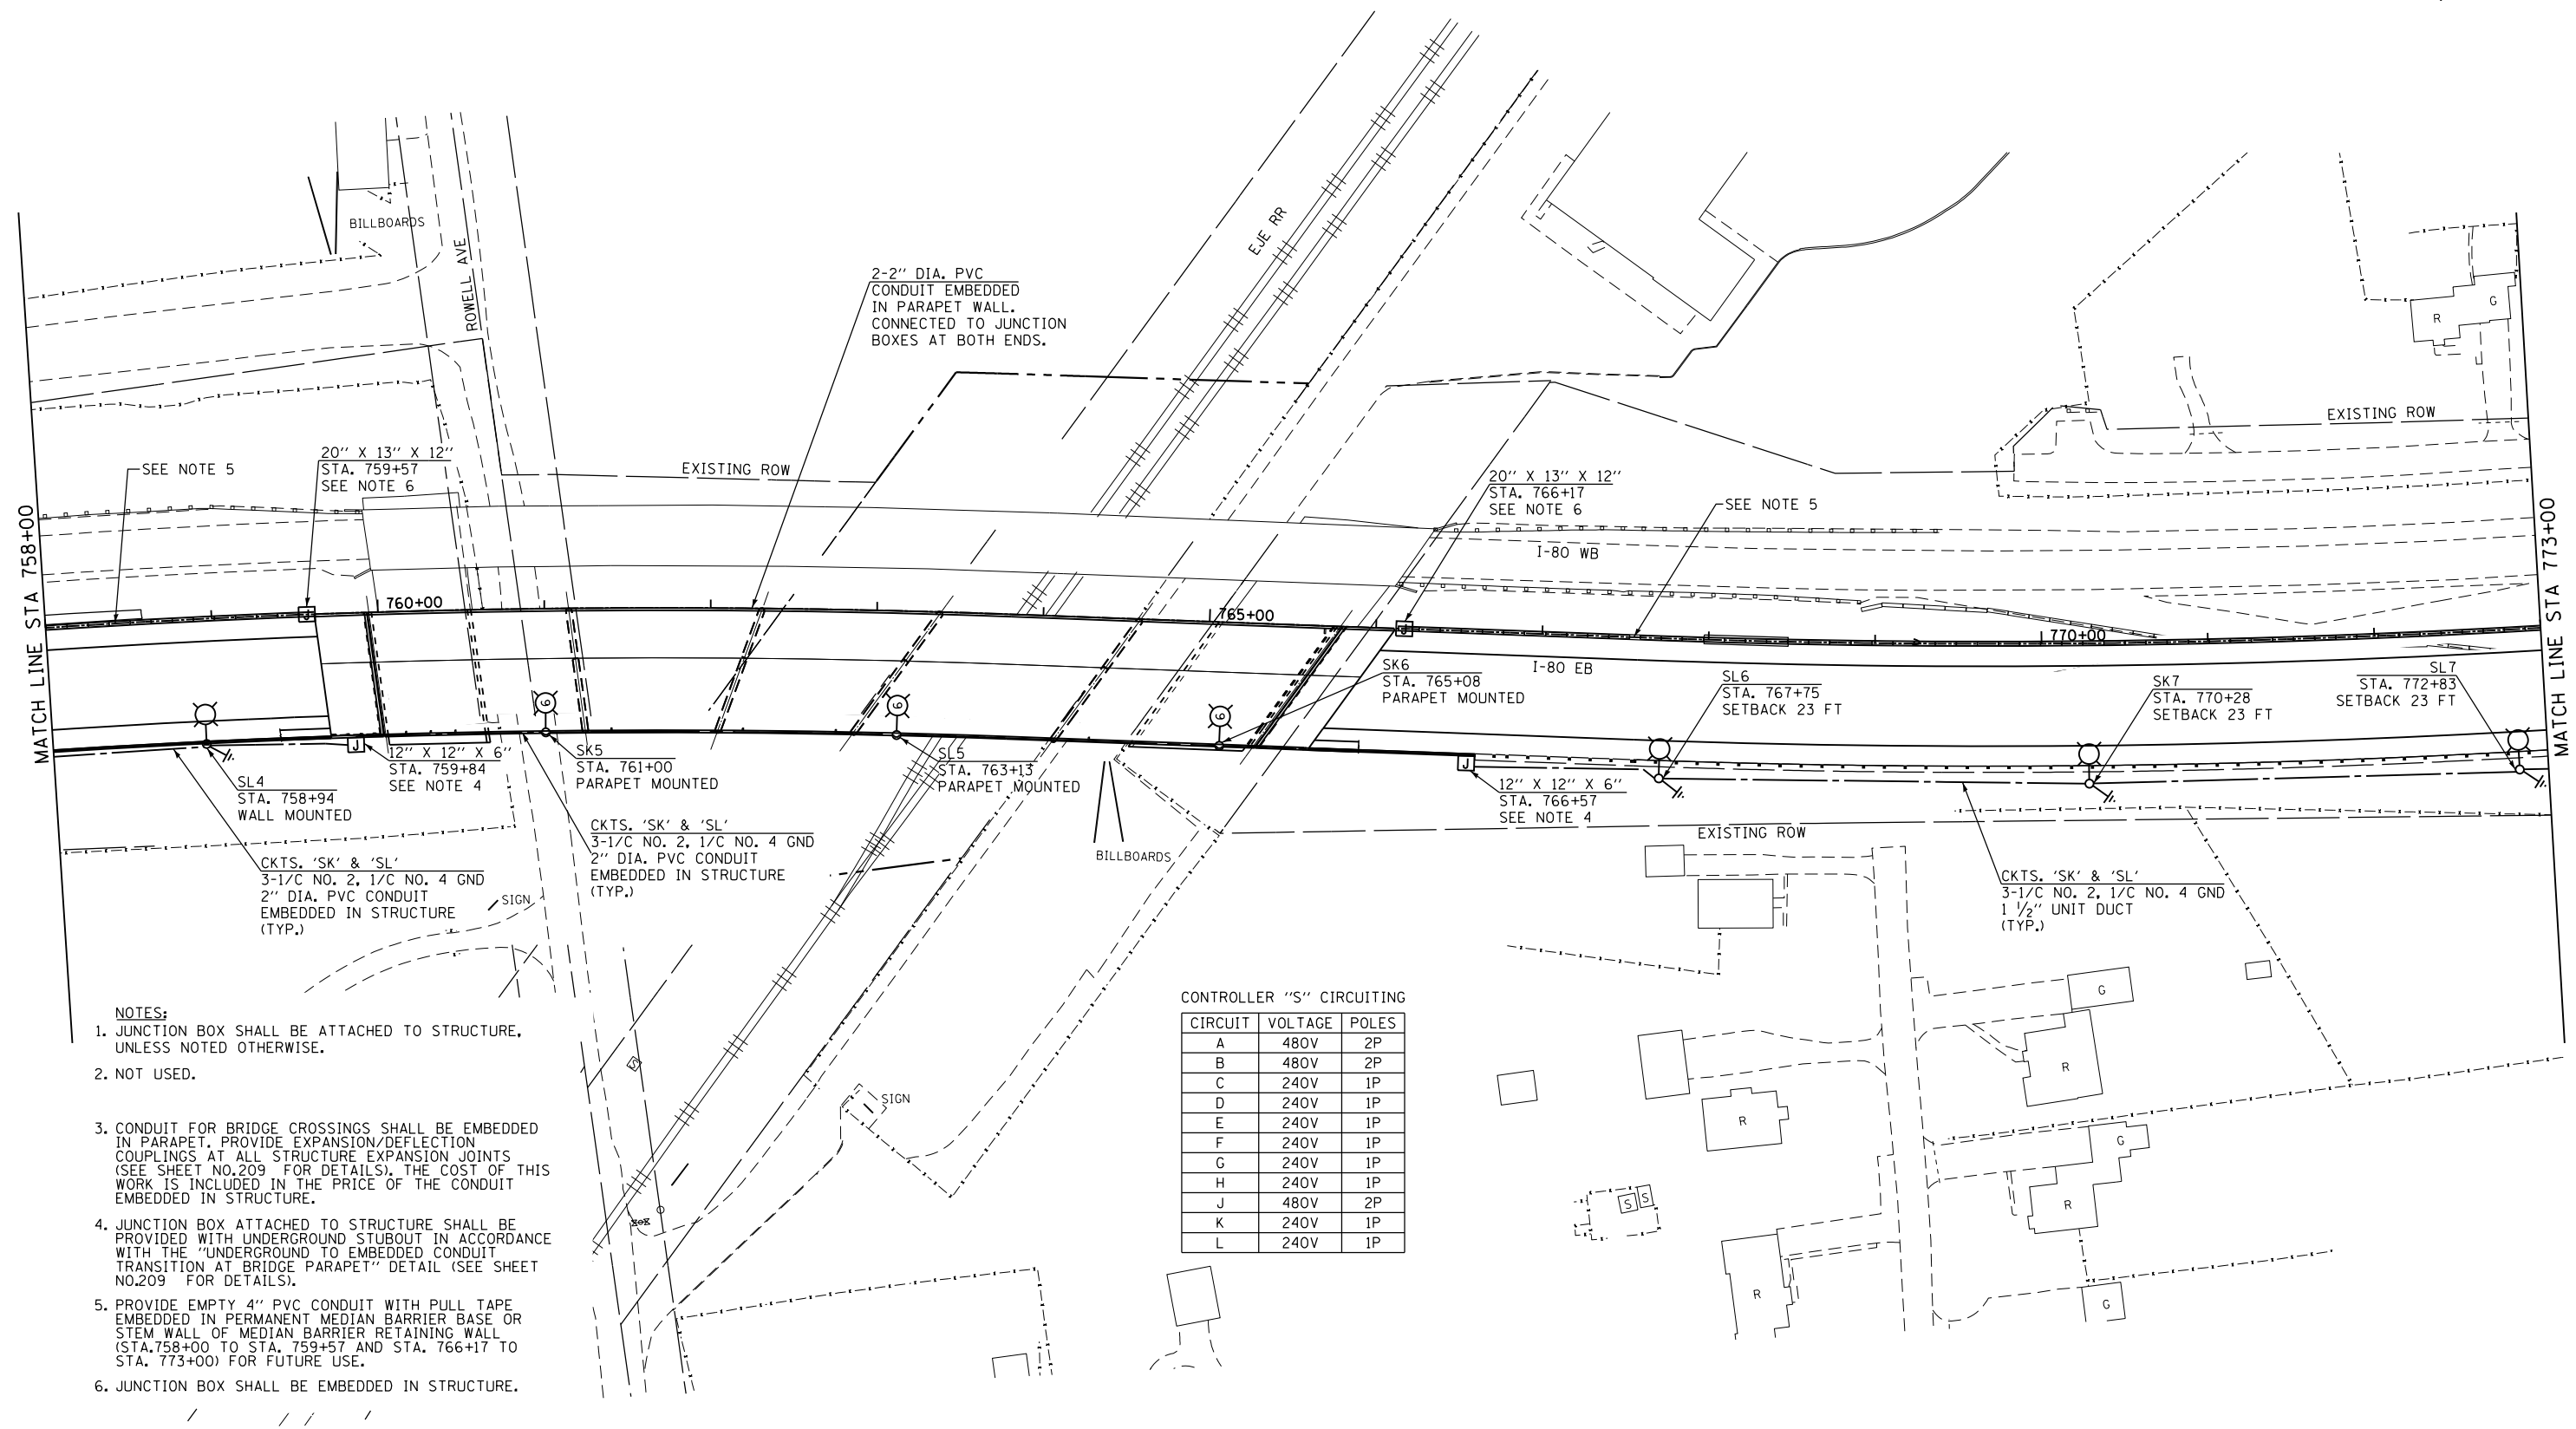 BILLBOARDS
ROWELL AVE
2-2" DIA. PVC
CONDUIT EMBEDDED
IN PARAPET WALL.
CONNECTED TO JUNCTION
BOXES AT BOTH ENDS.
EJE RR
G
R
EXISTING ROW
SEE NOTE 5
20" X 13" X 12"
STA. 759+57
SEE NOTE 6
EXISTING ROW
20" X 13" X 12"
STA. 766+17
SEE NOTE 6
SEE NOTE 5
MATCH LINE STA 758+00
MATCH LINE STA 773+00
I-80 WB
J
760+00
765+00
J
770+00
I-80 EB
SK6
STA. 765+08
PARAPET MOUNTED
SL6
STA. 767+75
SETBACK 23 FT
SK7
STA. 770+28
SETBACK 23 FT
SL7
STA. 772+83
SETBACK 23 FT
6
6
6
J
12" X 12" X 6"
STA. 759+84
SEE NOTE 4
SK5
STA. 761+00
PARAPET MOUNTED
SL5
STA. 763+13
PARAPET MOUNTED
J
12" X 12" X 6"
STA. 766+57
SEE NOTE 4
SL4
STA. 758+94
WALL MOUNTED
CKTS. 'SK' & 'SL'
3-1/C NO. 2, 1/C NO. 4 GND
2" DIA. PVC CONDUIT
EMBEDDED IN STRUCTURE
(TYP.)
CKTS. 'SK' & 'SL'
3-1/C NO. 2, 1/C NO. 4 GND
2" DIA. PVC CONDUIT
EMBEDDED IN STRUCTURE
(TYP.)
BILLBOARDS
EXISTING ROW
CKTS. 'SK' & 'SL'
3-1/C NO. 2, 1/C NO. 4 GND
1 1/2" UNIT DUCT
(TYP.)
SIGN
NOTES:
1. JUNCTION BOX SHALL BE ATTACHED TO STRUCTURE,
UNLESS NOTED OTHERWISE.
2. NOT USED.
3. CONDUIT FOR BRIDGE CROSSINGS SHALL BE EMBEDDED
IN PARAPET. PROVIDE EXPANSION/DEFLECTION
COUPLINGS AT ALL STRUCTURE EXPANSION JOINTS
(SEE SHEET NO.209 FOR DETAILS). THE COST OF THIS
WORK IS INCLUDED IN THE PRICE OF THE CONDUIT
EMBEDDED IN STRUCTURE.
4. JUNCTION BOX ATTACHED TO STRUCTURE SHALL BE
PROVIDED WITH UNDERGROUND STUBOUT IN ACCORDANCE
WITH THE "UNDERGROUND TO EMBEDDED CONDUIT
TRANSITION AT BRIDGE PARAPET" DETAIL (SEE SHEET
NO.209 FOR DETAILS).
5. PROVIDE EMPTY 4" PVC CONDUIT WITH PULL TAPE
EMBEDDED IN PERMANENT MEDIAN BARRIER BASE OR
STEM WALL OF MEDIAN BARRIER RETAINING WALL
(STA.758+00 TO STA. 759+57 AND STA. 766+17 TO
STA. 773+00) FOR FUTURE USE.
6. JUNCTION BOX SHALL BE EMBEDDED IN STRUCTURE.
S
SIGN
CONTROLLER "S" CIRCUITING
CIRCUIT VOLTAGE POLES
A 480V 2P
B 480V 2P
C 240V 1P
D 240V 1P
E 240V 1P
F 240V 1P
G 240V 1P
H 240V 1P
J 480V 2P
K 240V 1P
L 240V 1P
G
R
R
G
R
S S
R
G